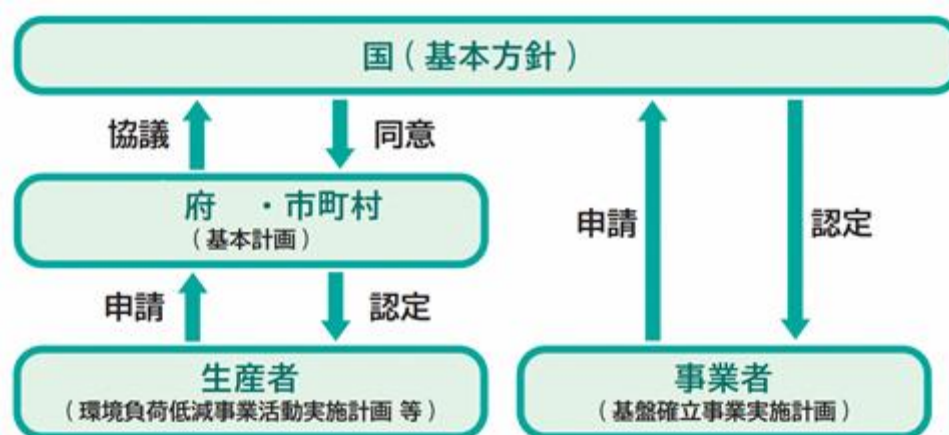 国（基本方針）
協議
同意
府　・市町村
（基本計画）
申請
認定
申請
認定
生産者
（環境負荷低減事業活動実施計画 等）
事業者
（基盤確立事業実施計画）